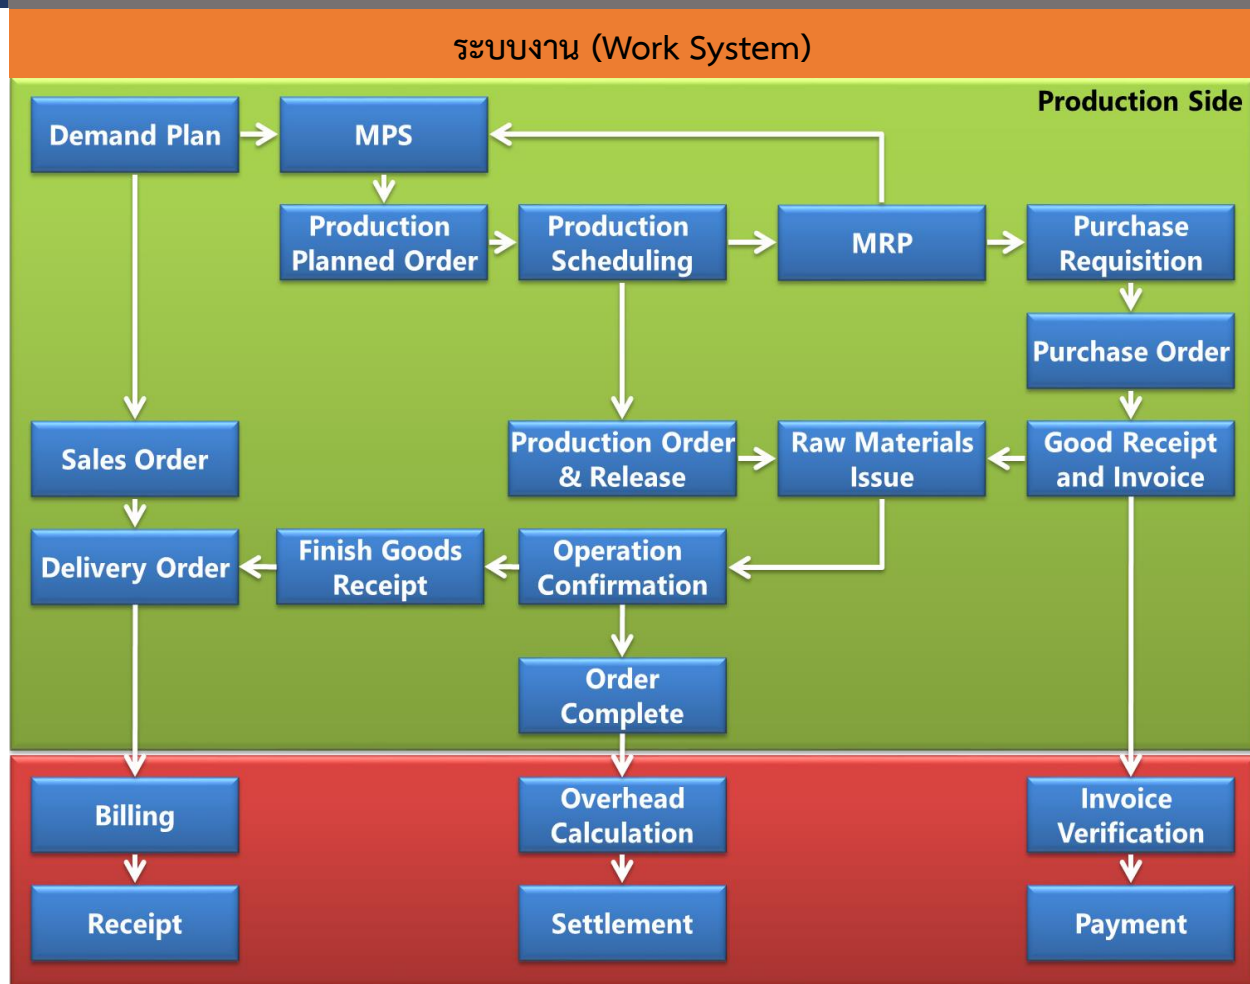 ระบบงาน (Work System)
Production Side
Demand Plan
MPS
Production
Planned Order
Production
Scheduling
MRP
Purchase
Requisition
Purchase Order
Sales Order
Production Order
& Release
Raw Materials
Issue
Good Receipt
and Invoice
Delivery Order
Finish Goods
Receipt
Operation
Confirmation
Order
Complete
Billing
Overhead
Calculation
Invoice
Verification
Receipt
Settlement
Payment